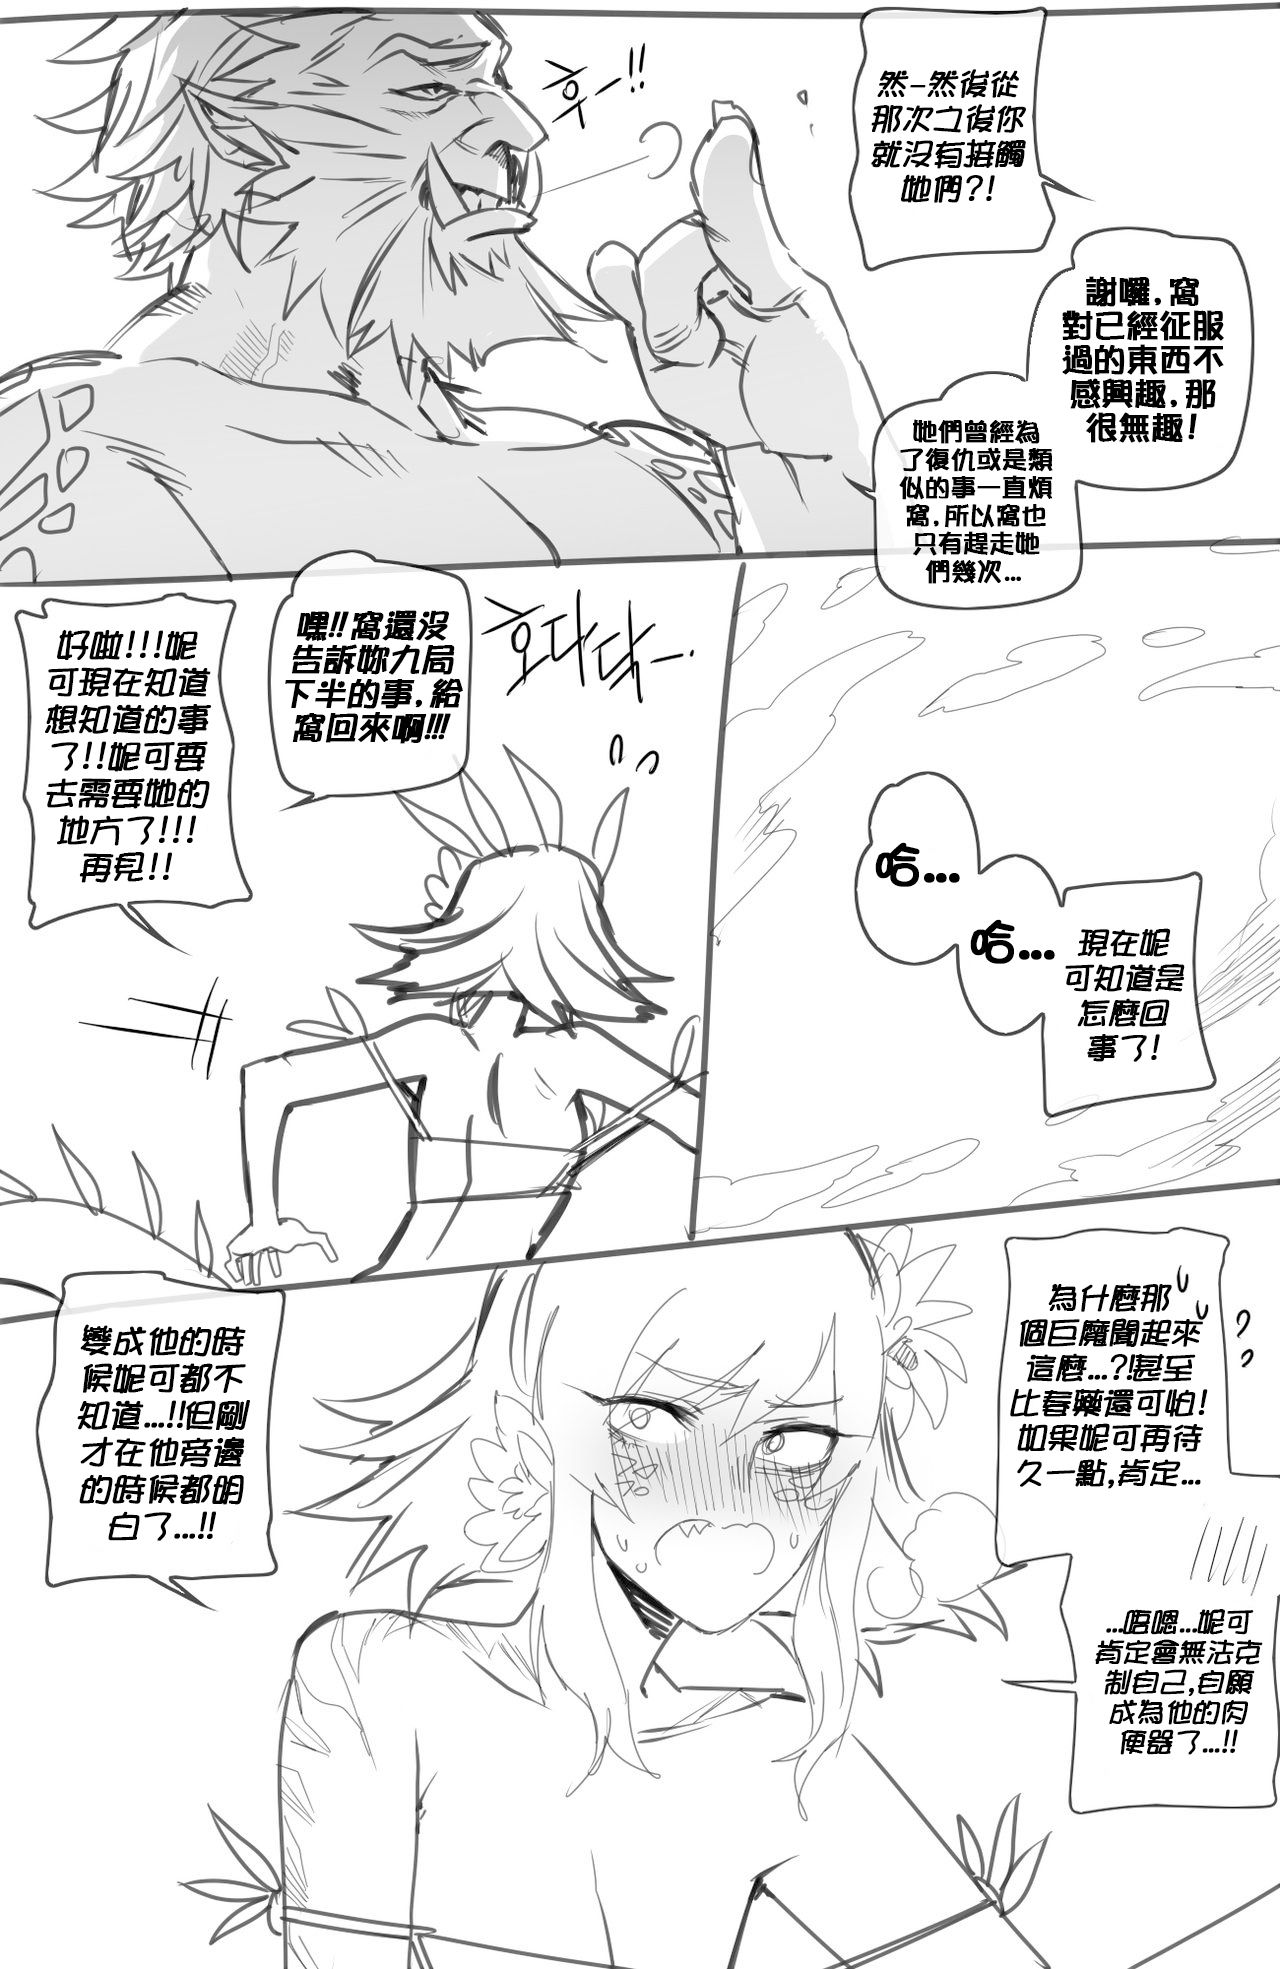 후-!!
然-然後從
那次之後你
就沒有接觸
她們?!
謝囉,窩
對已經征服
過的東西不
感興趣,那
很無趣!
她們曾經為
了復仇或是類
似的事一直煩
窩,所以窩也
只有趕走她
們幾次...
好啦!!!妮
可現在知道
想知道的事
了!!妮可要
去需要她的
地方了!!!
再見!!
嘿!!窩還沒
告訴妳九局
下半的事,給
窩回來啊!!!
호다다-..
哈...
哈...
現在妮
可知道是
怎麼回
事了!
為什麼那
個巨魔聞起來
這麼...?!甚至
比春藥還可怕!
如果妮可再待
久一點,肯定...
變成他的時
候妮可都不
知道...!!但剛
才在他旁邊
的時候都明
白了...!!
...唔嗯...妮可
肯定會無法克
制自己,自願
成為他的肉
便器了...!!